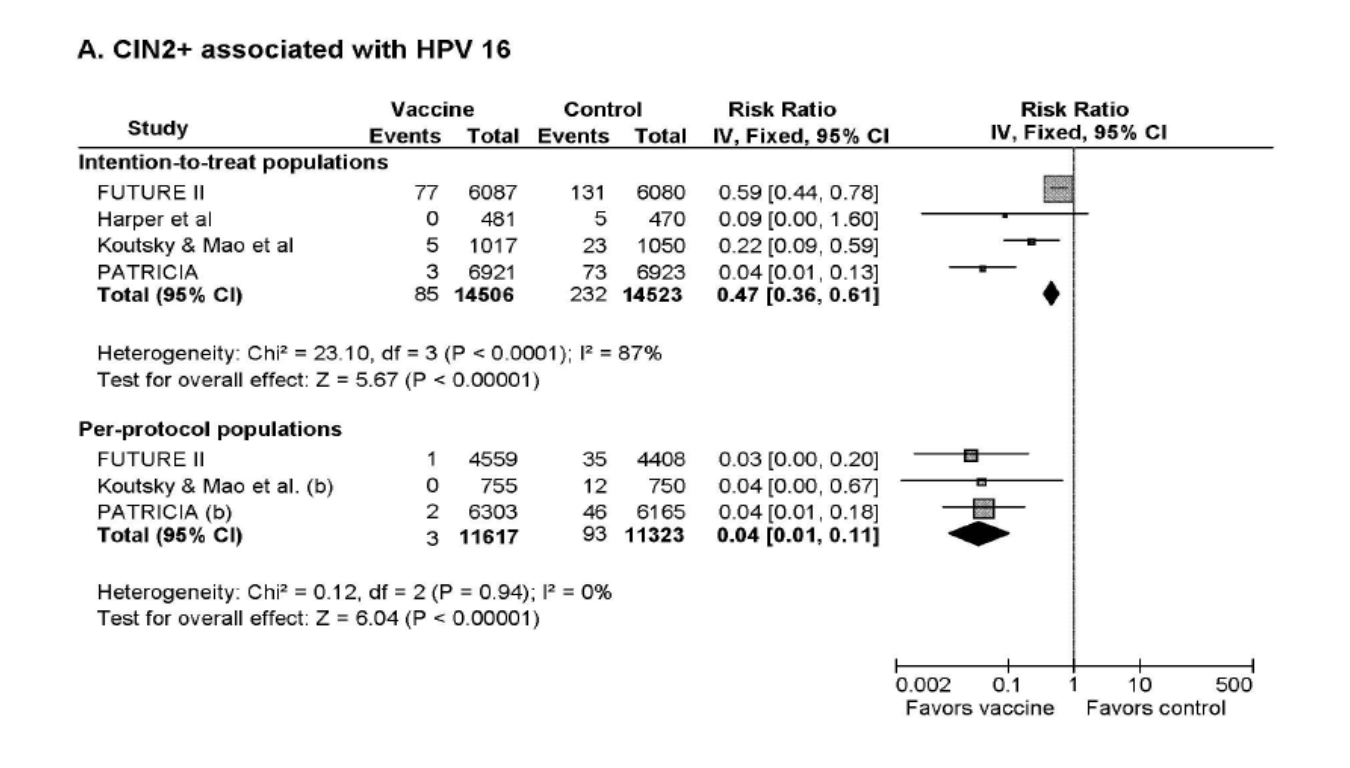 A. CIN2+ associated with HPV 16
Vaccine Control Risk Ratio Risk Ratio
Study Events Total Events Total IV, Fixed, 95% CI IV, Fixed, 95% CI
Intention-to-treat populations
FUTURE II 77 6087 131 6080 0.59 [0.44, 0.78]
Harper et al 0 481 5 470 0.09 [0.00, 1.60]
Koutsky & Mao et al 5 1017 23 1050 0.22 [0.09, 0.59]
PATRICIA 3 6921 73 6923 0.04 [0.01, 0.13]
Total (95% CI) 85 14506 232 14523 0.47 [0.36, 0.61]
Heterogeneity: Chi² = 23.10, df = 3 (P < 0.0001); I² = 87%
Test for overall effect: Z = 5.67 (P < 0.00001)
Per-protocol populations
FUTURE II 1 4559 35 4408 0.03 [0.00, 0.20]
Koutsky & Mao et al. (b) 0 755 12 750 0.04 [0.00, 0.67]
PATRICIA (b) 2 6303 46 6165 0.04 [0.01, 0.18]
Total (95% CI) 3 11617 93 11323 0.04 [0.01, 0.11]
Heterogeneity: Chi² = 0.12, df = 2 (P = 0.94); I² = 0%
Test for overall effect: Z = 6.04 (P < 0.00001)
0.002 0.1 1 10 500
Favors vaccine Favors control